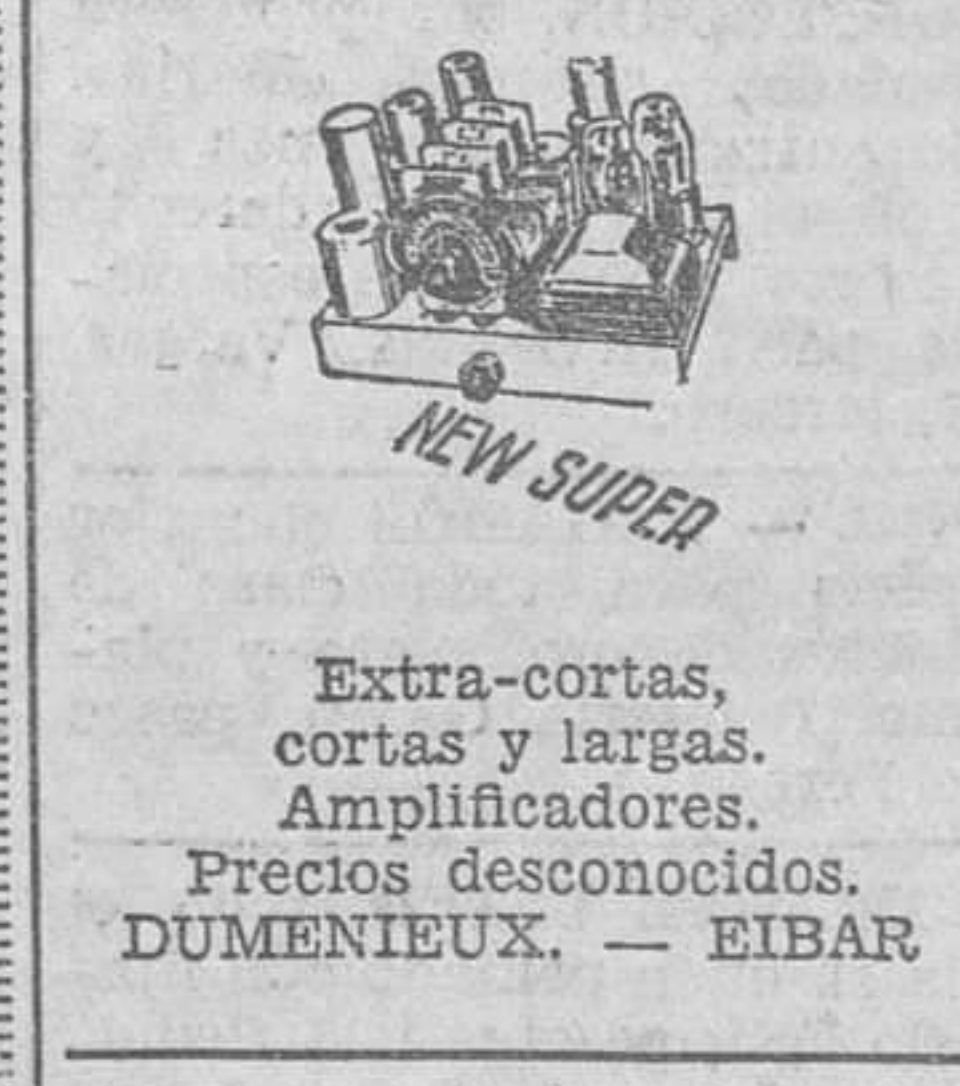 NEW SUPER
Extra-cortas,
cortas y largas.
Amplificadores.
Precios desconocidos.
DUMENIEUX. — EIBAR